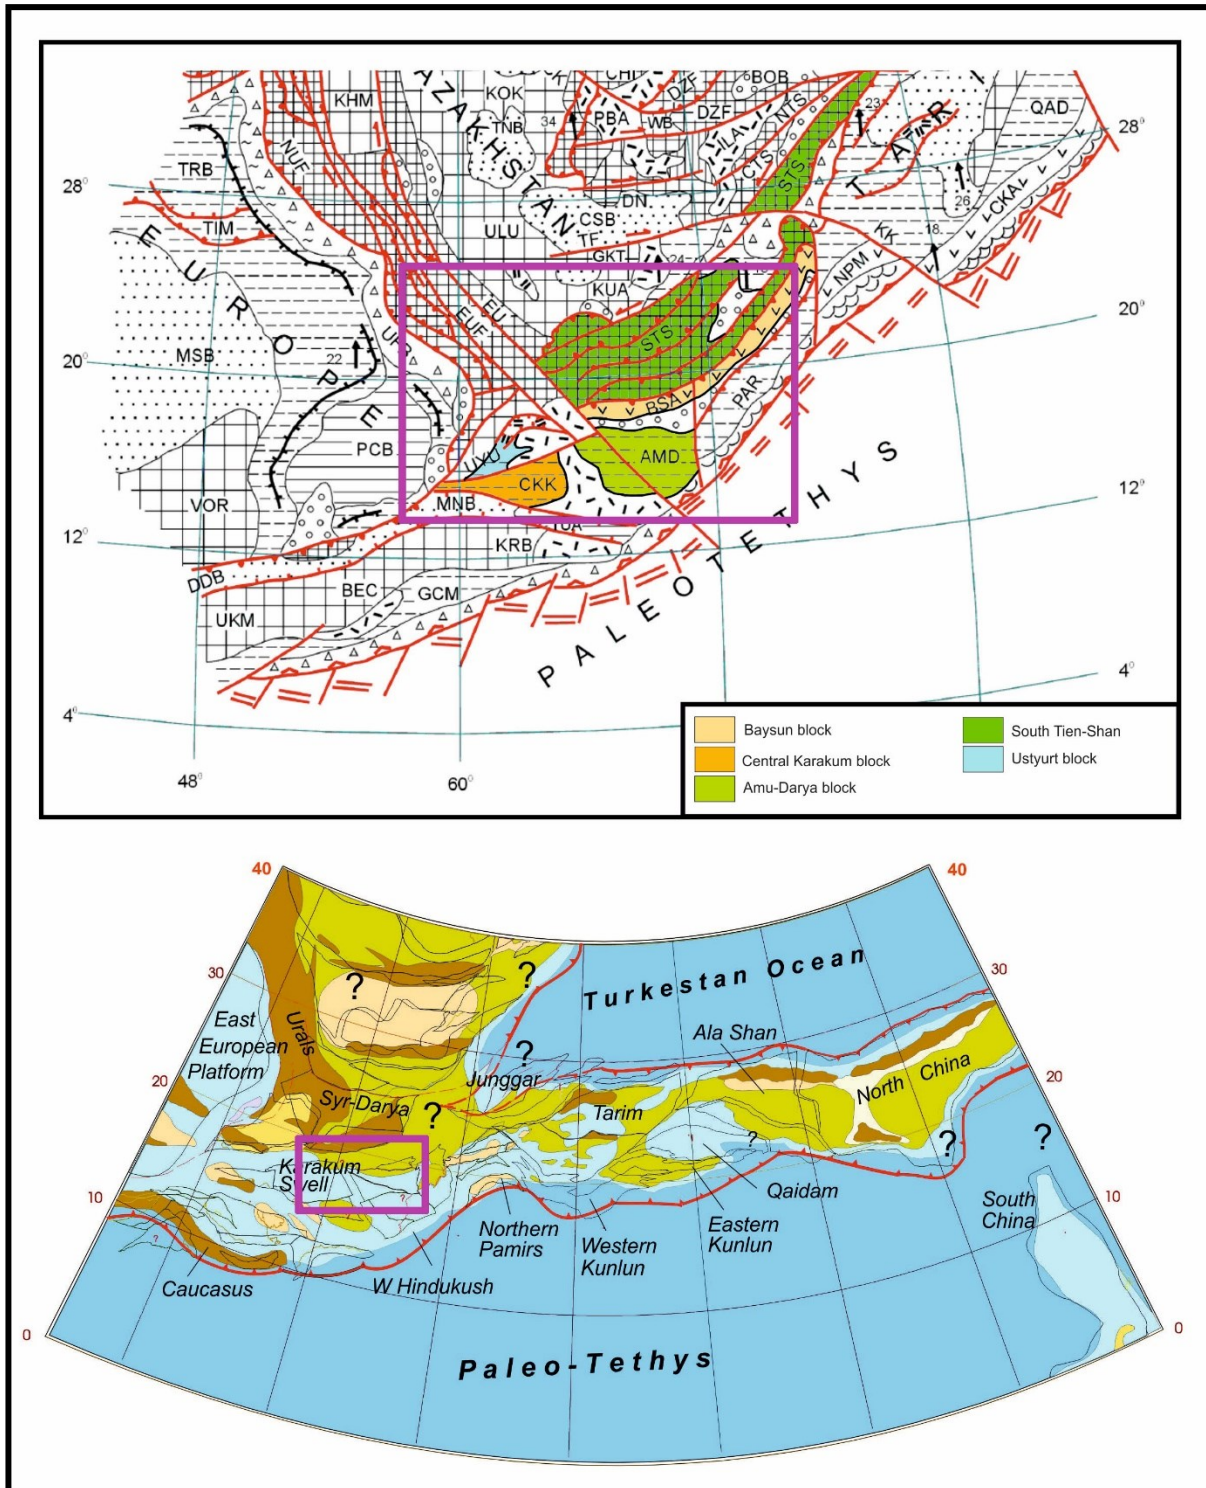 CHI
BOB
KHM
KOK
DZF
23
QAD
KAZAKHSTAN
TNB
34
PBA
WB
DZF
NTS
28°
ILA
CTS
STS
TATAR
NUF
TRB
28°
DN
26
CKA
TIM
CSB
ULU
TF
GKT
KK
18
24
KUA
NPM
EUROPE
EU
EUF
20°
UFB
STS
MSB
22
20°
BSA
PAR
PCB
UYU
AMD
CKK
VOR
MNB
12°
TUA
12°
KRB
DDB
BEC
GCM
UKM
PALEOTETHYS
4°
4°
48°
60°
Baysun block
South Tien-Shan
Central Karakum block
Ustyurt block
Amu-Darya block
40
40
30
?
?
Turkestan Ocean
30
East
European
Platform
Urals
?
Ala Shan
20
Junggar
North China
20
Syr-Darya
?
Tarim
Karakum
Swell
?
?
?
10
?
Qaidam
South
China
10
Northern
Pamirs
Western
Kunlun
Eastern
Kunlun
?
Caucasus
W Hindukush
0
0
Paleo-Tethys